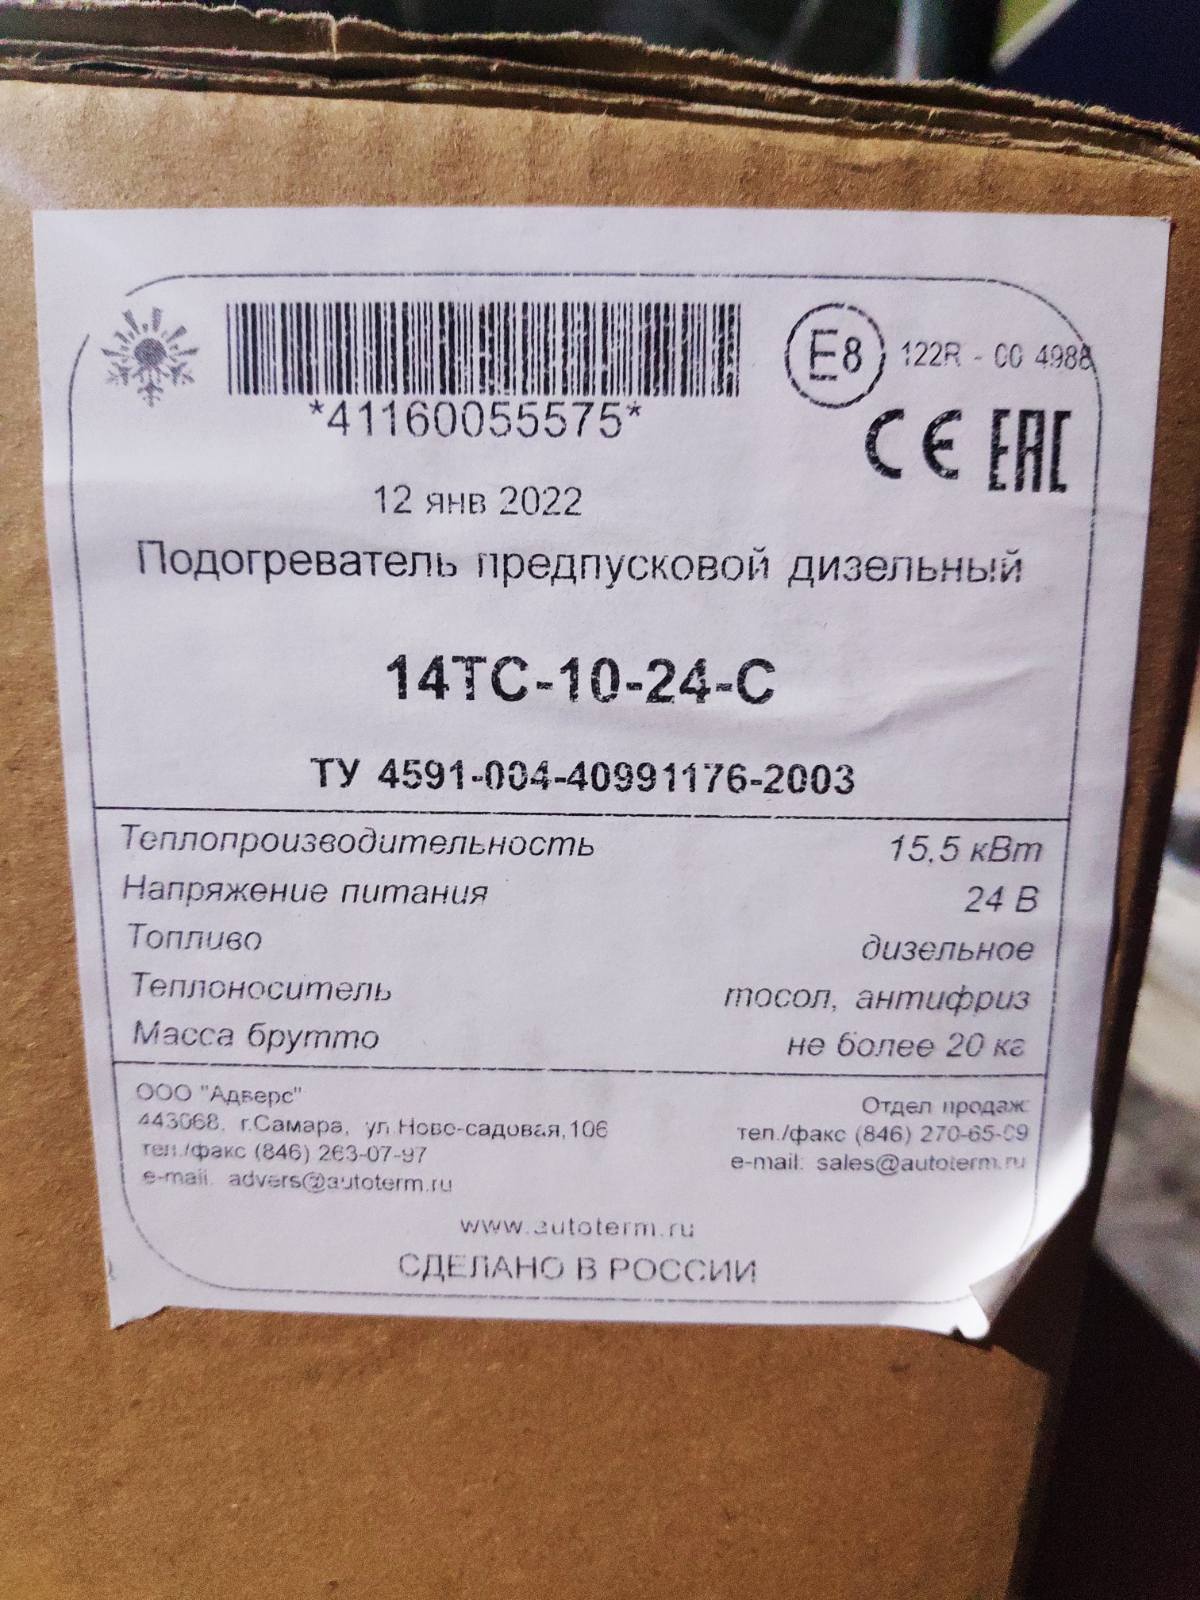 E8 122R - 00 4988
*41160055575*
CE EAC
12 янв 2022
Подогреватель предпусковой дизельный
14ТС-10-24-С
ТУ 4591-004-40991176-2003
Теплопроизводительность 15,5 кВт
Напряжение питания 24 В
Топливо дизельное
Теплоноситель тосол, антифриз
Масса брутто не более 20 кг
ООО "Адверс"
443068, г.Самара, ул.Ново-садовая,106
тел./факс (846) 263-07-97
e-mail: advers@autoterm.ru
Отдел продаж:
тел./факс (846) 270-65-09
e-mail: sales@autoterm.ru
www.autoterm.ru
СДЕЛАНО В РОССИИ